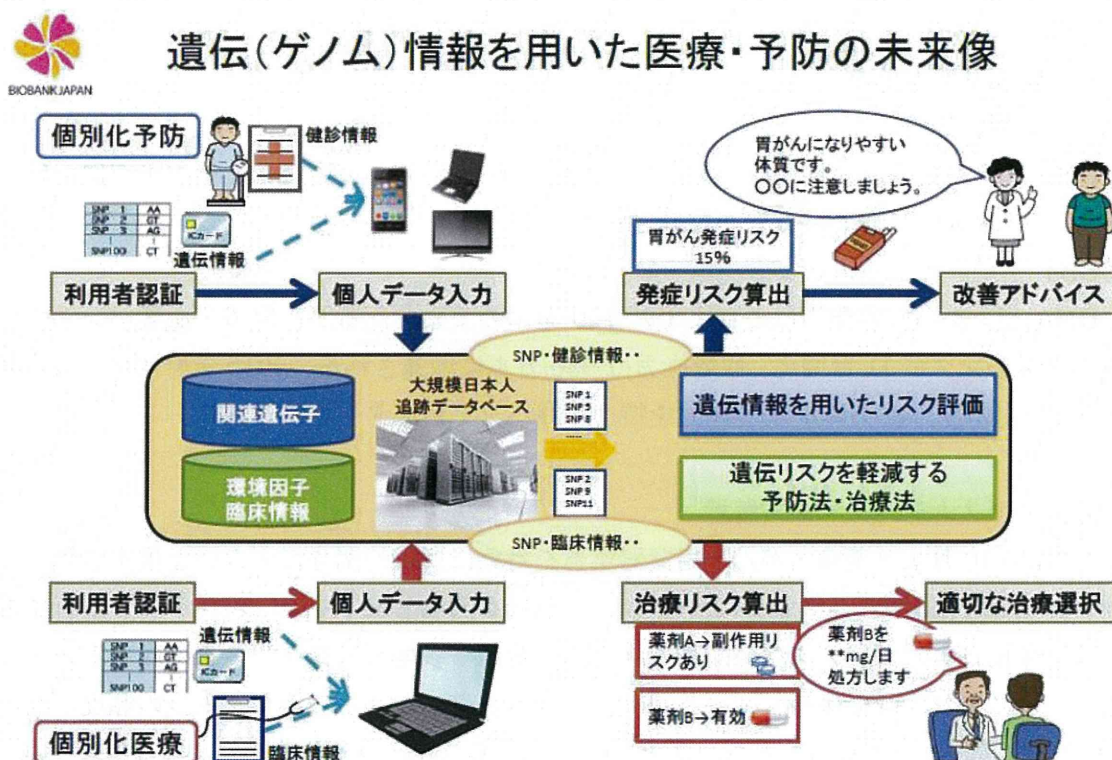 BIOBANK JAPAN
遺伝(ゲノム)情報を用いた医療・予防の未来像
個別化予防
健診情報
SNP 1 AA
SNP 2 GT
SNP 3 AG
SNP100 CT
ICカード
遺伝情報
利用者認証
個人データ入力
胃がんになりやすい
体質です。
〇〇に注意しましょう。
胃がん発症リスク
15%
発症リスク算出
改善アドバイス
SNP・健診情報・・
関連遺伝子
環境因子
臨床情報
大規模日本人
追跡データベース
SNP 1
SNP 5
SNP 8
.....
SNP 2
SNP 9
SNP11
遺伝情報を用いたリスク評価
遺伝リスクを軽減する
予防法・治療法
SNP・臨床情報・・
利用者認証
個人データ入力
治療リスク算出
適切な治療選択
遺伝情報
SNP 1 AA
SNP 2 GT
SNP 3 AG
SNP100 CT
ICカード
個別化医療
臨床情報
薬剤A→副作用リ
スクあり
薬剤B→有効
薬剤Bを
**mg/日
処方します